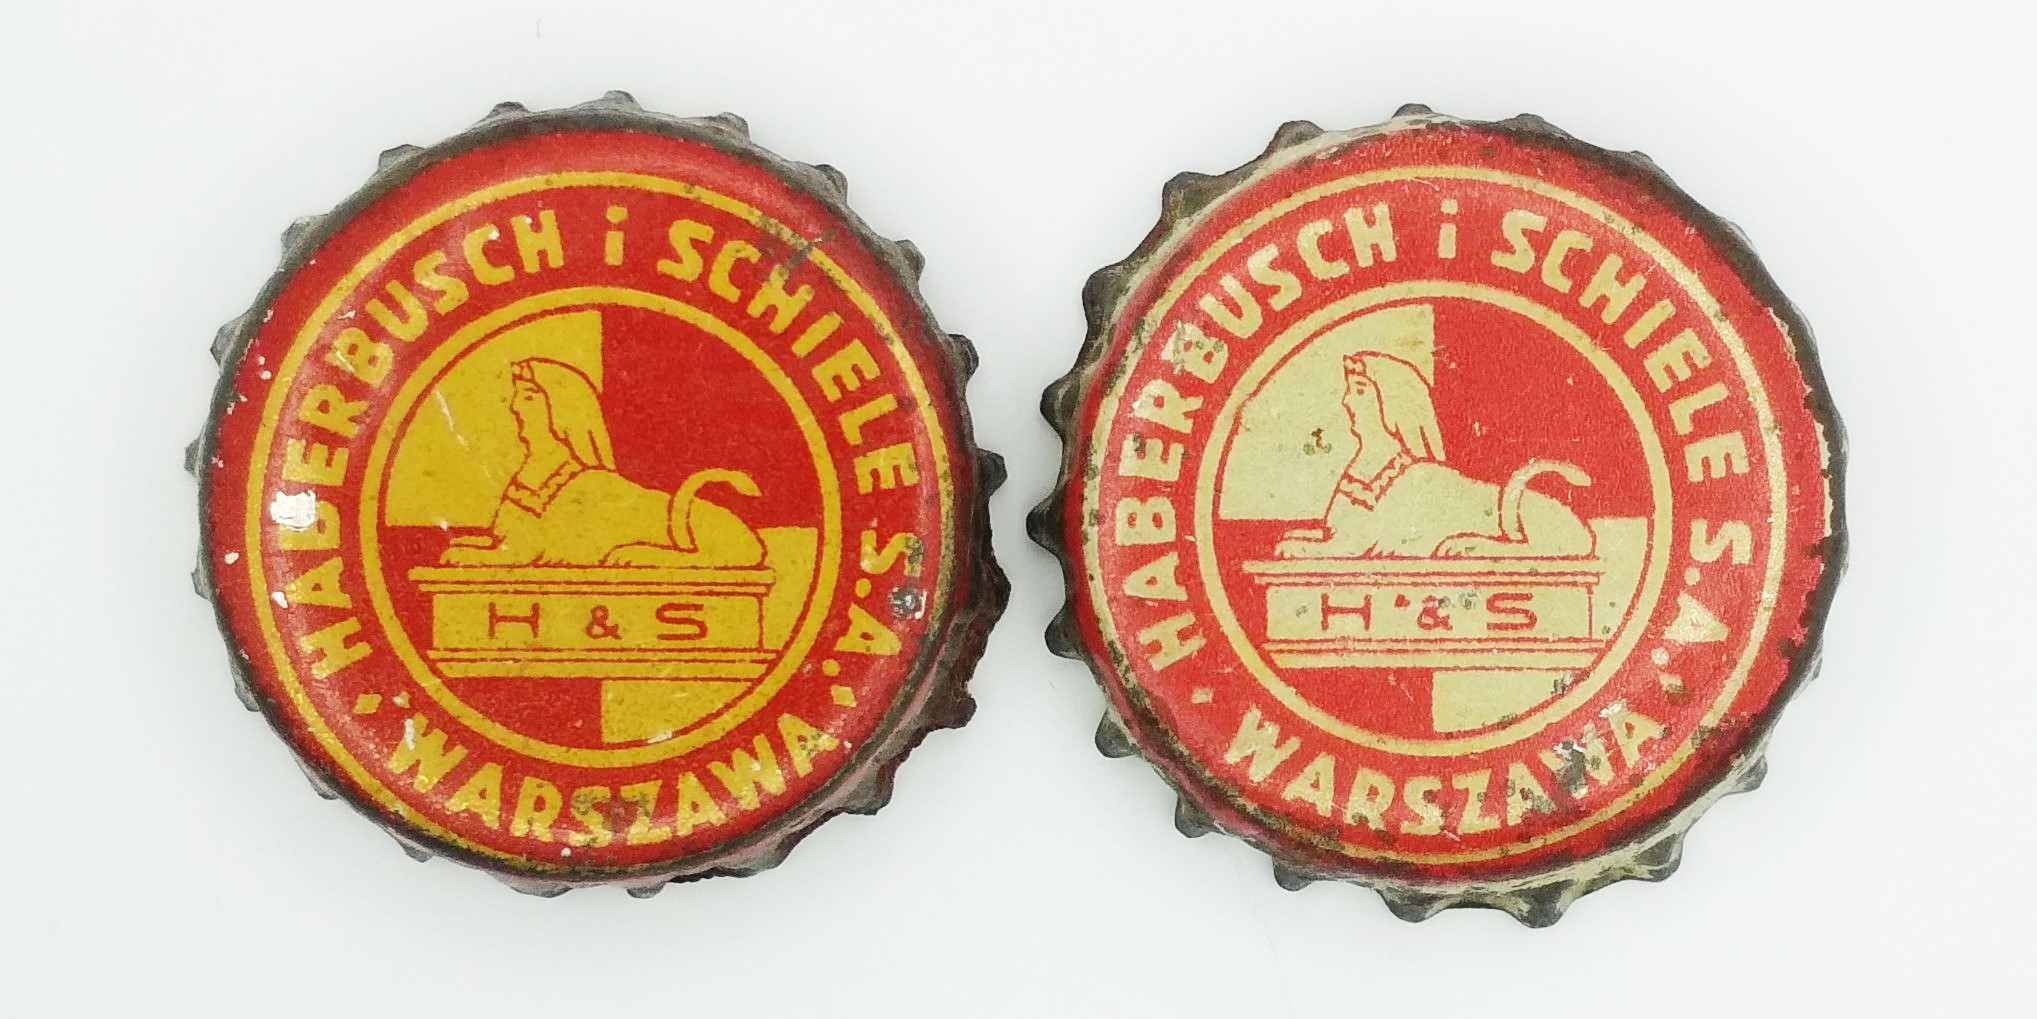 HABERBUSCH i SCHIELE S.A.
H & S
WARSZAWA
HABERBUSCH i SCHIELE S.A.
H & S
WARSZAWA